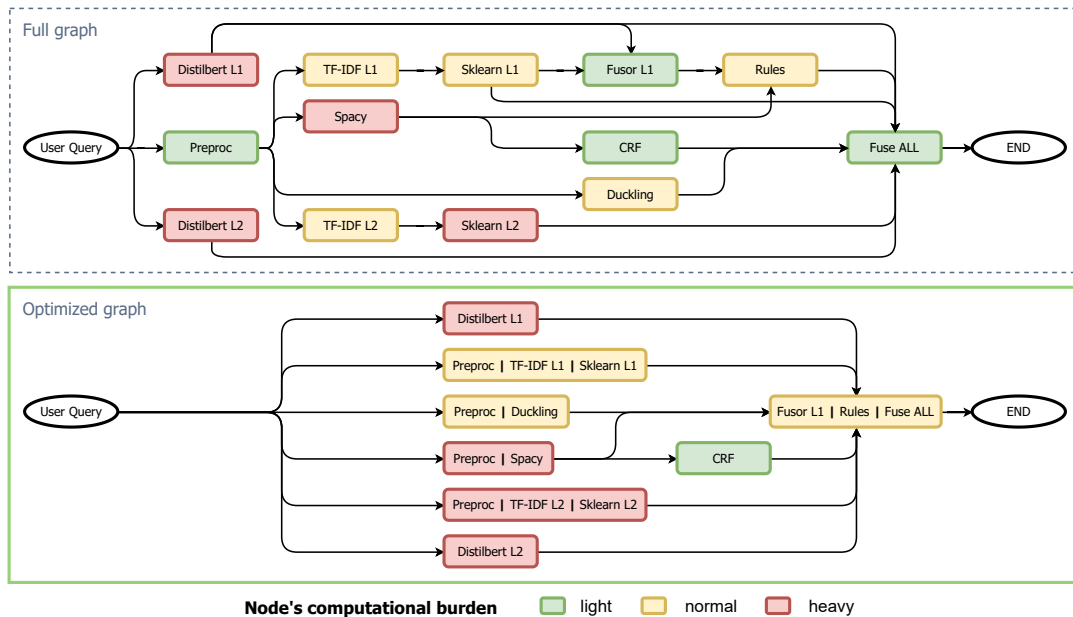 Full graph
Distilbert L1
TF-IDF L1
Sklearn L1
Fusor L1
Rules
Spacy
User Query
Preproc
CRF
Fuse ALL
END
Duckling
Distilbert L2
TF-IDF L2
Sklearn L2
Optimized graph
Distilbert L1
Preproc | TF-IDF L1 | Sklearn L1
User Query
Preproc | Duckling
Fusor L1 | Rules | Fuse ALL
END
Preproc | Spacy
CRF
Preproc | TF-IDF L2 | Sklearn L2
Distilbert L2
Node's computational burden
light
normal
heavy